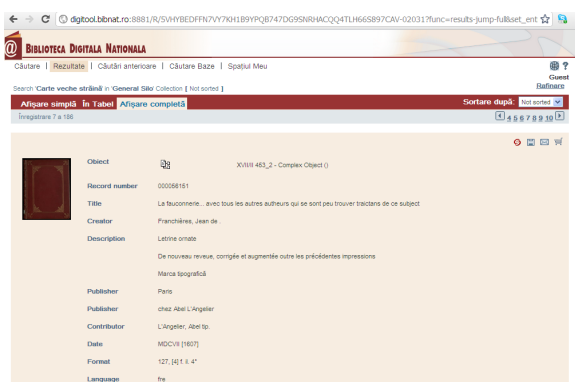 digitool.bibnat.ro:8881/R/SVHYBEDFFN7VY7KH1B9YPQB747DG9SNRHACQQ4TLH66S897CAV-02031?func=results-jump-full&set_ent
BIBLIOTECA DIGITALA NATIONALA
Căutare | Rezultate | Căutări anterioare | Căutare Baze | Spațiul Meu
?
Guest
Search 'Carte veche străină' in 'General Silo' Collection [ Not sorted ]
Rafinare
Afișare simplă În Tabel Afișare completă
Sortare după: Not sorted
Înregistrare 7 a 186
4 5 6 7 8 9 10
Obiect XVII/II 453_2 - Complex Object ()
Record number 000056151
Title La fauconnerie... avec tous les autres autheurs qui se sont peu trouver traictans de ce subject
Creator Franchières, Jean de .
Description Letrine ornate
De nouveau reveue, corrigée et augmentée outre les précédentes impressions
Marca tipografică
Publisher Paris
Publisher chez Abel L'Angelier
Contributor L'Angelier, Abel tip.
Date MDCVII [1607]
Format 127, [4] f. il. 4°
Language fre